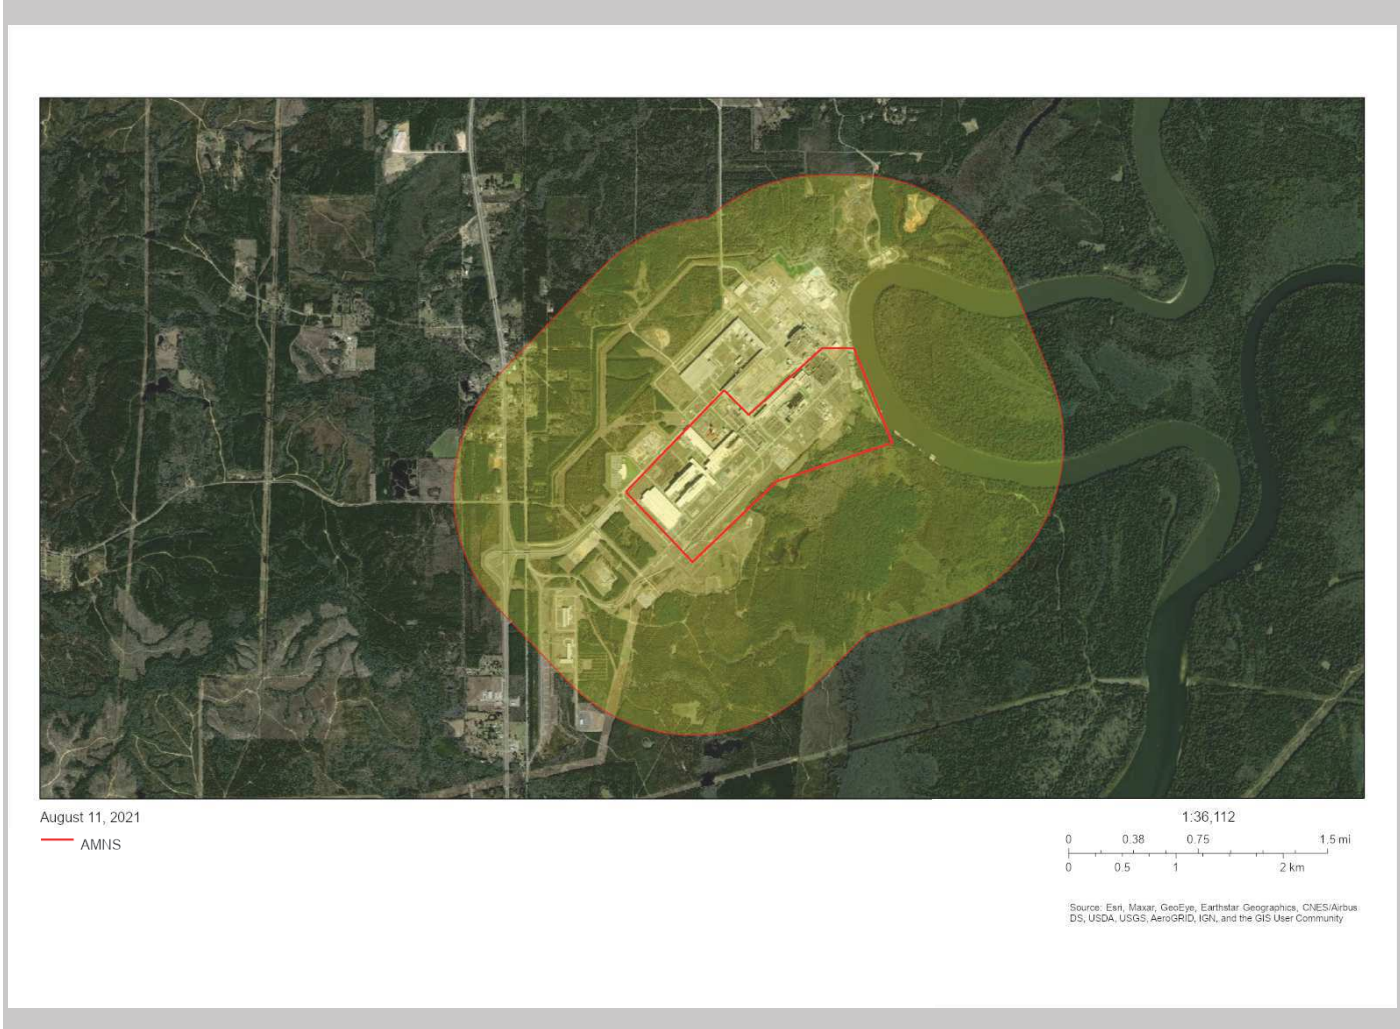 August 11, 2021
AMNS
1:36,112
0 0.38 0.75 1.5 mi
0 0.5 1 2 km
Source: Esri, Maxar, GeoEye, Earthstar Geographics, CNES/Airbus
DS, USDA, USGS, AeroGRID, IGN, and the GIS User Community